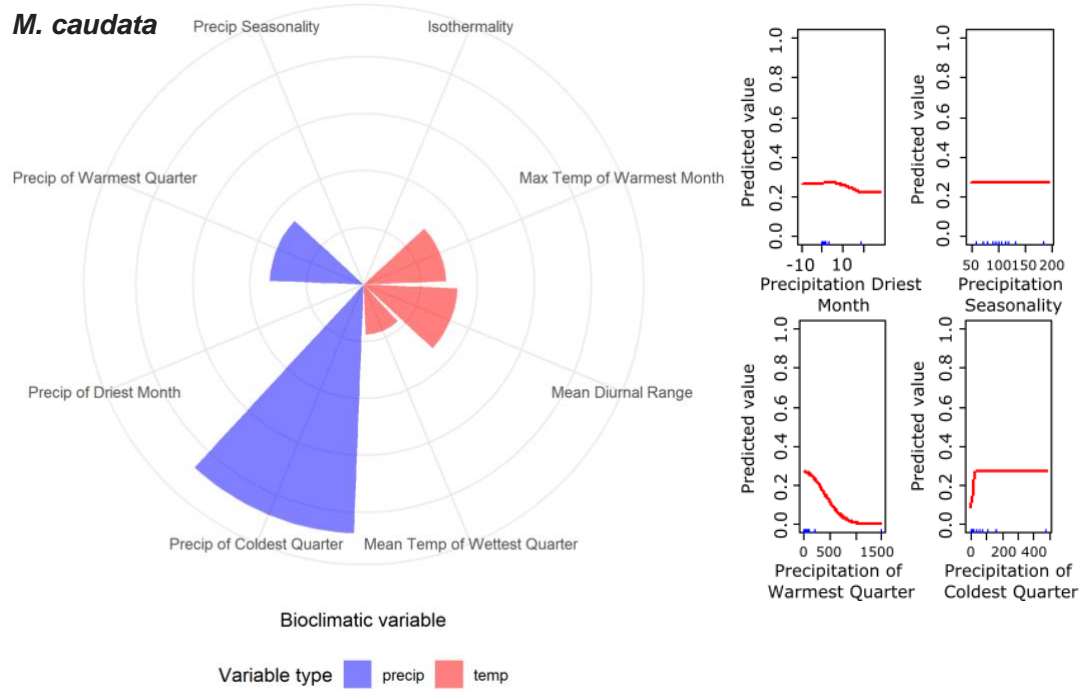 M. caudata
Precip Seasonality
Isothermality
Precip of Warmest Quarter
Max Temp of Warmest Month
Precip of Driest Month
Mean Diurnal Range
Precip of Coldest Quarter
Mean Temp of Wettest Quarter
Bioclimatic variable
Variable type
precip
temp
Predicted value
0.0 0.2 0.4 0.6 0.8 1.0
-10 10
Precipitation Driest
Month
Predicted value
0.0 0.2 0.4 0.6 0.8 1.0
50 100 150 200
Precipitation
Seasonality
Predicted value
0.0 0.2 0.4 0.6 0.8 1.0
0 500 1500
Precipitation of
Warmest Quarter
Predicted value
0.0 0.2 0.4 0.6 0.8 1.0
0 200 400
Precipitation of
Coldest Quarter